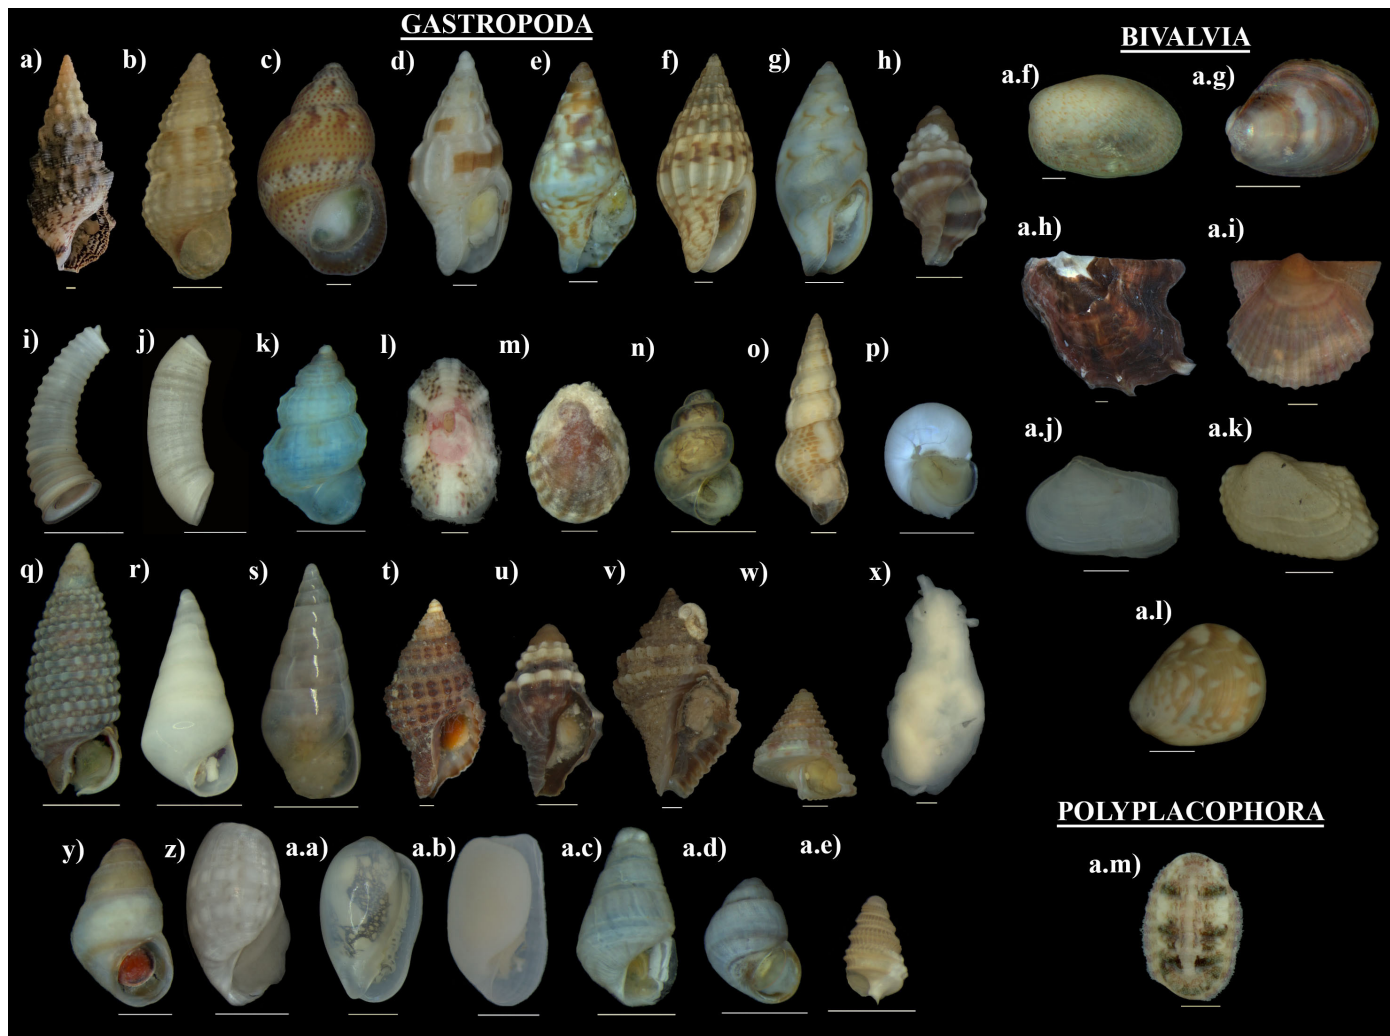 GASTROPODA
a) b) c) d) e) f) g) h)
i) j) k) l) m) n) o) p)
q) r) s) t) u) v) w) x)
y) z) a.a) a.b) a.c) a.d) a.e)
BIVALVIA
a.f) a.g)
a.h) a.i)
a.j) a.k)
a.l)
POLYPLACOPHORA
a.m)